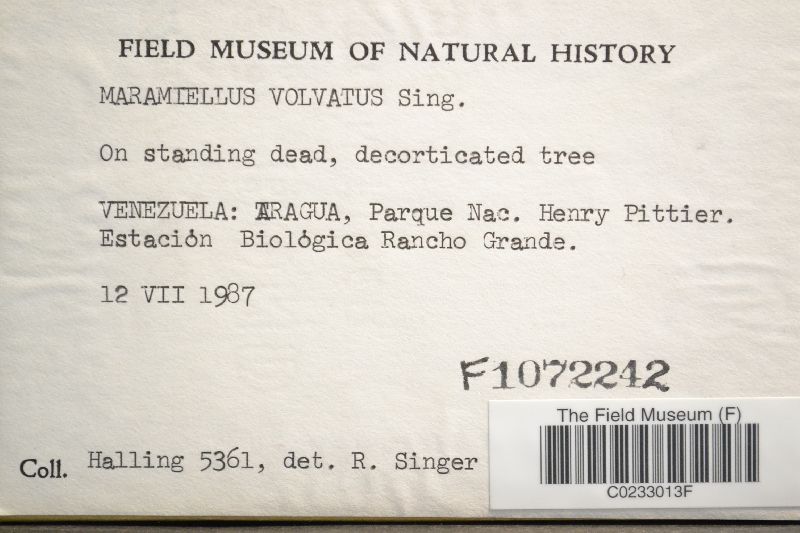 FIELD MUSEUM OF NATURAL HISTORY
MARAMIELLUS VOLVATUS Sing.
On standing dead, decorticated tree
VENEZUELA: ARAGUA, Parque Nac. Henry Pittier.
Estación Biológica Rancho Grande.
12 VII 1987
F1072242
The Field Museum (F)
C0233013F
Coll. Halling 5361, det. R. Singer